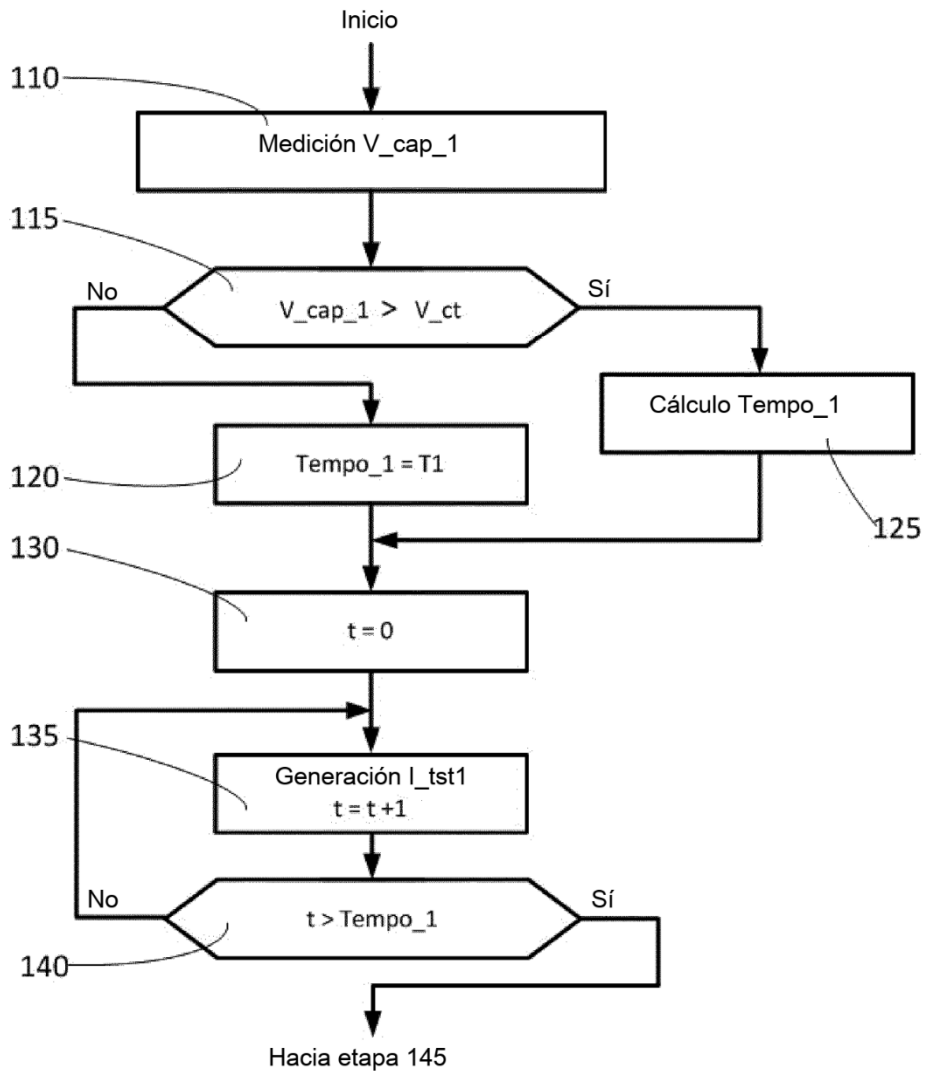 Inicio
110
Medición V_cap_1
115
No
V_cap_1 > V_ct
Sí
Cálculo Tempo_1
120
Tempo_1 = T1
125
130
t = 0
135
Generación I_tst1
t = t +1
No
t > Tempo_1
Sí
140
Hacia etapa 145